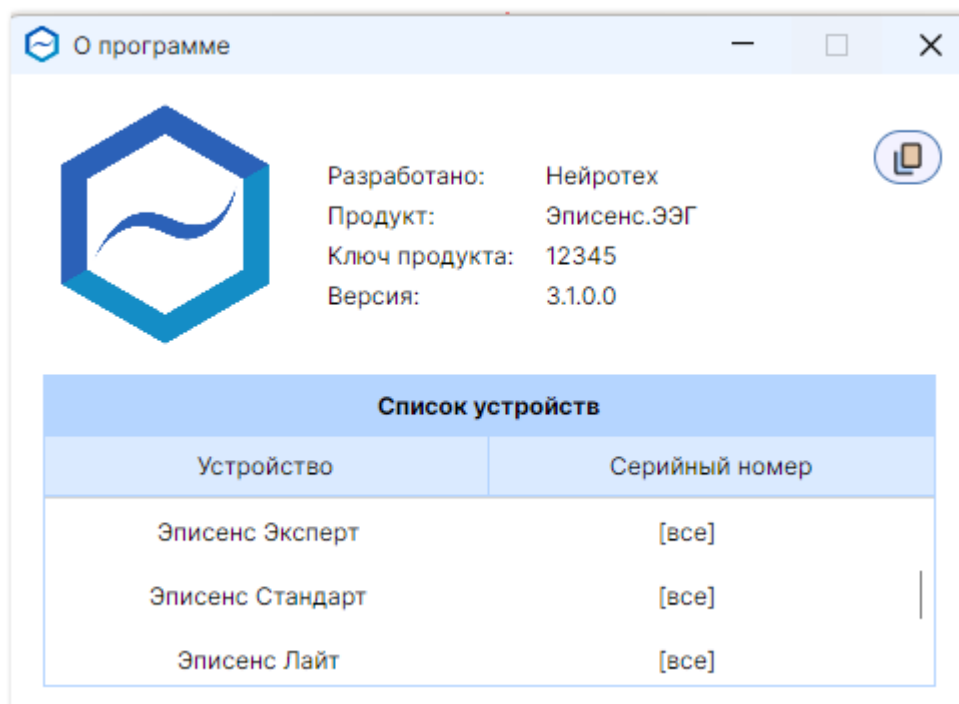 О программе
Разработано: Нейротех
Продукт: Эписенс.ЭЭГ
Ключ продукта: 12345
Версия: 3.1.0.0
Список устройств
Устройство Серийный номер
Эписенс Эксперт [все]
Эписенс Стандарт [все]
Эписенс Лайт [все]